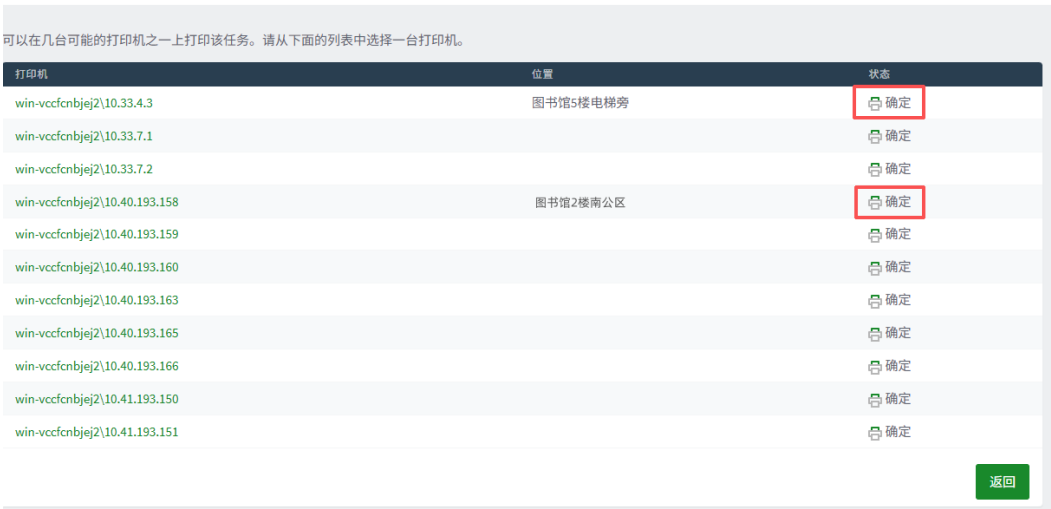 可以在几台可能的打印机之一上打印该任务。请从下面的列表中选择一台打印机。
打印机 位置 状态
win-vccfcnbjej2\10.33.4.3 图书馆5楼电梯旁 确定
win-vccfcnbjej2\10.33.7.1 确定
win-vccfcnbjej2\10.33.7.2 确定
win-vccfcnbjej2\10.40.193.158 图书馆2楼南公区 确定
win-vccfcnbjej2\10.40.193.159 确定
win-vccfcnbjej2\10.40.193.160 确定
win-vccfcnbjej2\10.40.193.163 确定
win-vccfcnbjej2\10.40.193.165 确定
win-vccfcnbjej2\10.40.193.166 确定
win-vccfcnbjej2\10.41.193.150 确定
win-vccfcnbjej2\10.41.193.151 确定
返回